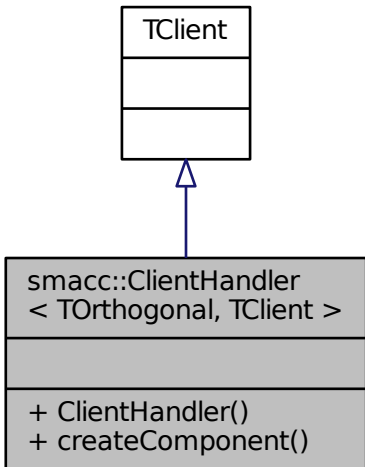 TClient
smacc::ClientHandler
< TOrthogonal, TClient >
+ ClientHandler()
+ createComponent()